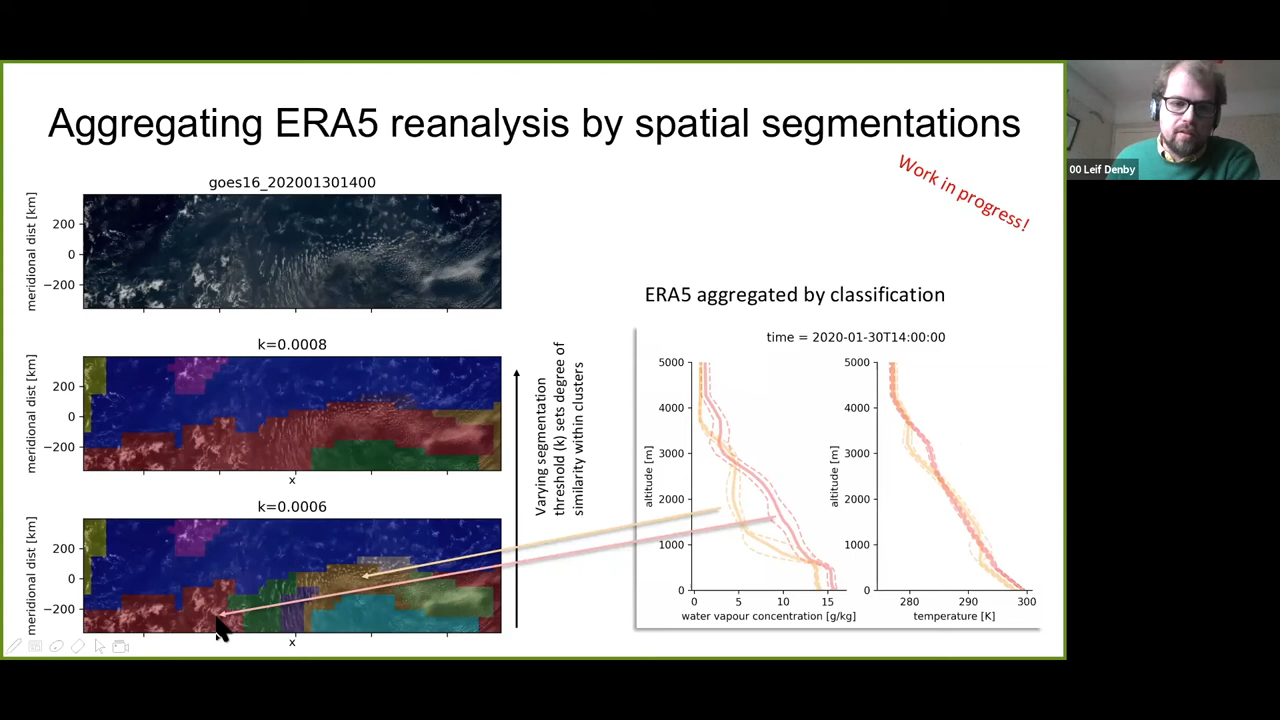 Aggregating ERA5 reanalysis by spatial segmentations
Work in progress!
00 Leif Denby
goes16_202001301400
meridional dist [km]
200
0
−200
k=0.0008
meridional dist [km]
200
0
−200
x
k=0.0006
meridional dist [km]
200
0
−200
x
Varying segmentation
threshold (k) sets degree of
similarity within clusters
ERA5 aggregated by classification
time = 2020-01-30T14:00:00
altitude [m]
5000
4000
3000
2000
1000
0
0 5 10 15
water vapour concentration [g/kg]
altitude [m]
5000
4000
3000
2000
1000
0
280 290 300
temperature [K]